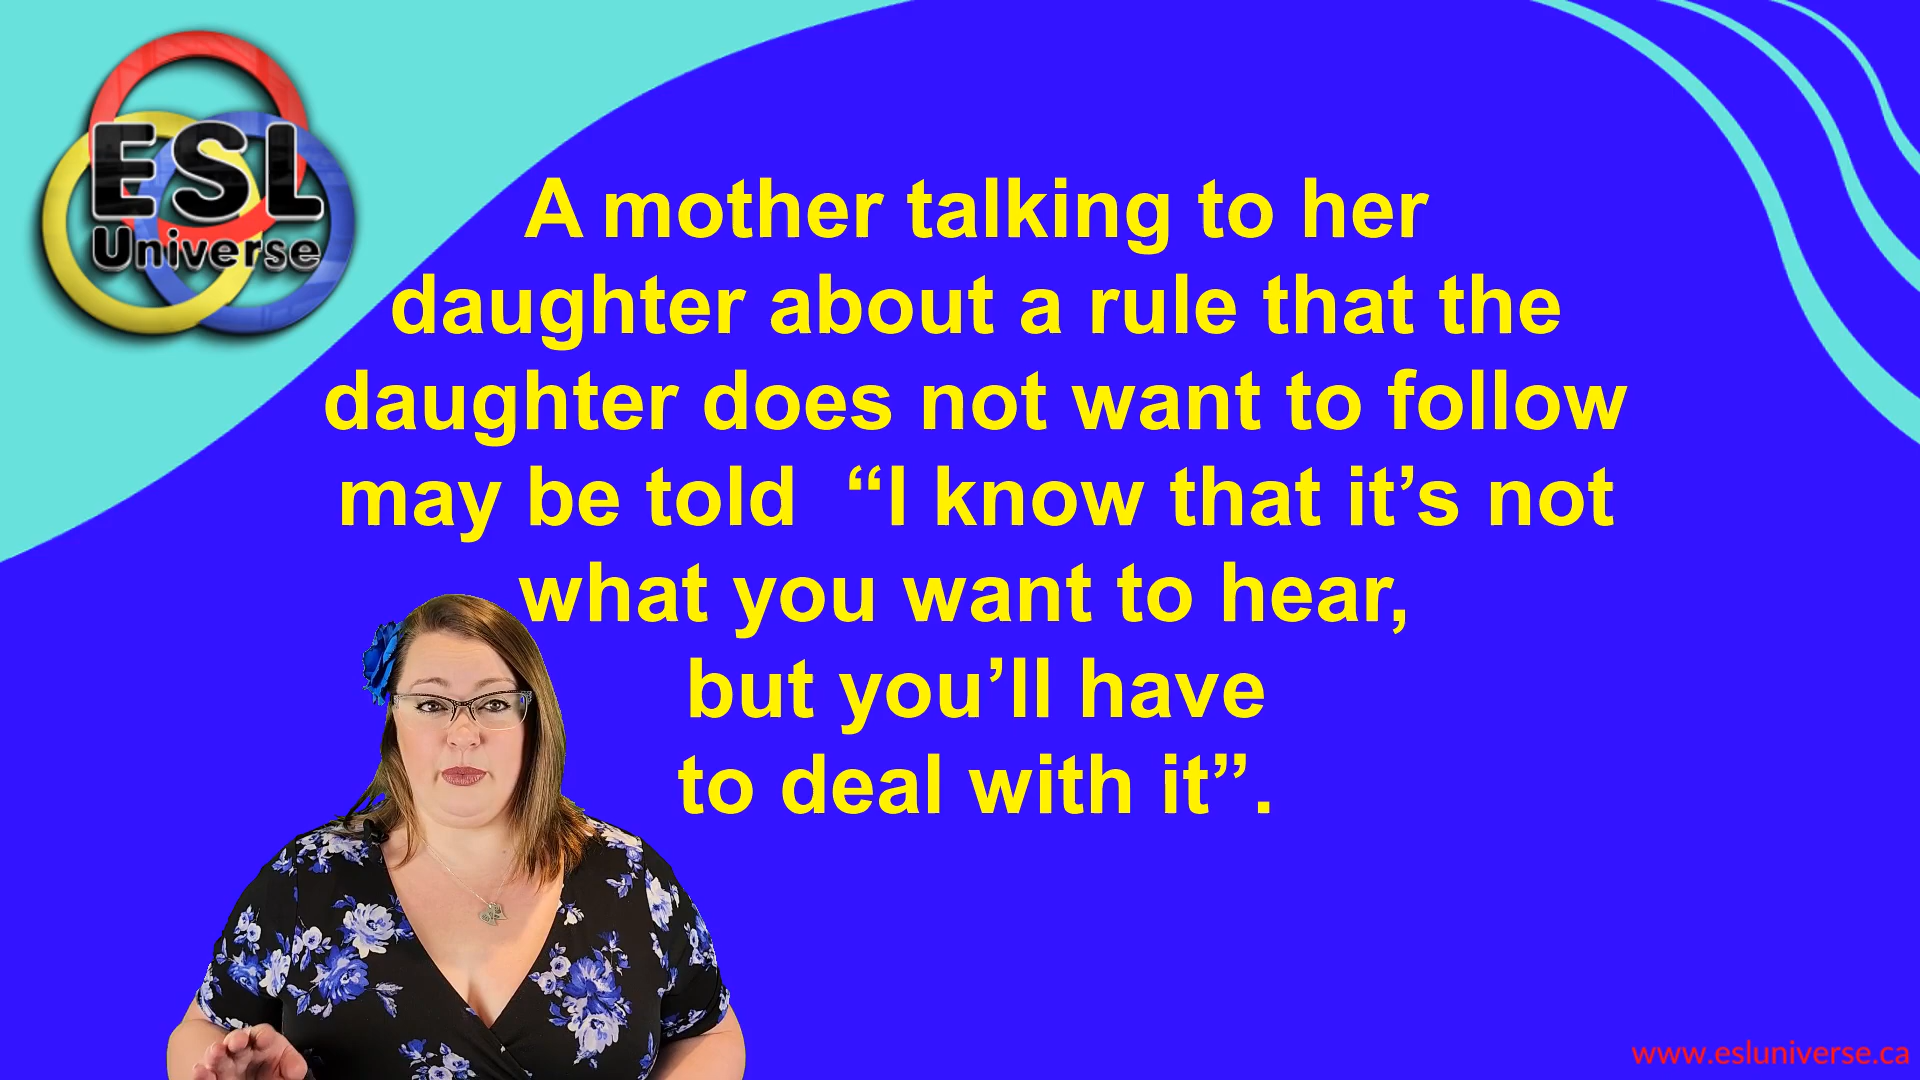 ESL
Universe
A mother talking to her
daughter about a rule that the
daughter does not want to follow
may be told  “I know that it’s not
what you want to hear,
but you’ll have
to deal with it”.
www.esluniverse.ca